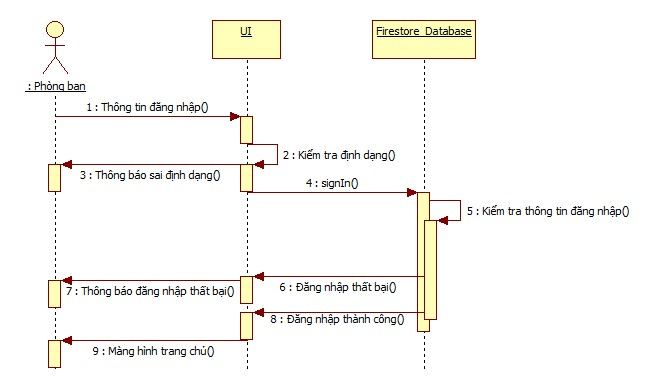 UI
Firestore_Database
: Phòng ban
1 : Thông tin đăng nhập()
2 : Kiểm tra định dạng()
3 : Thông báo sai định dạng()
4 : signIn()
5 : Kiểm tra thông tin đăng nhập()
6 : Đăng nhập thất bại()
7 : Thông báo đăng nhập thất bại()
8 : Đăng nhập thành công()
9 : Màng hình trang chủ()